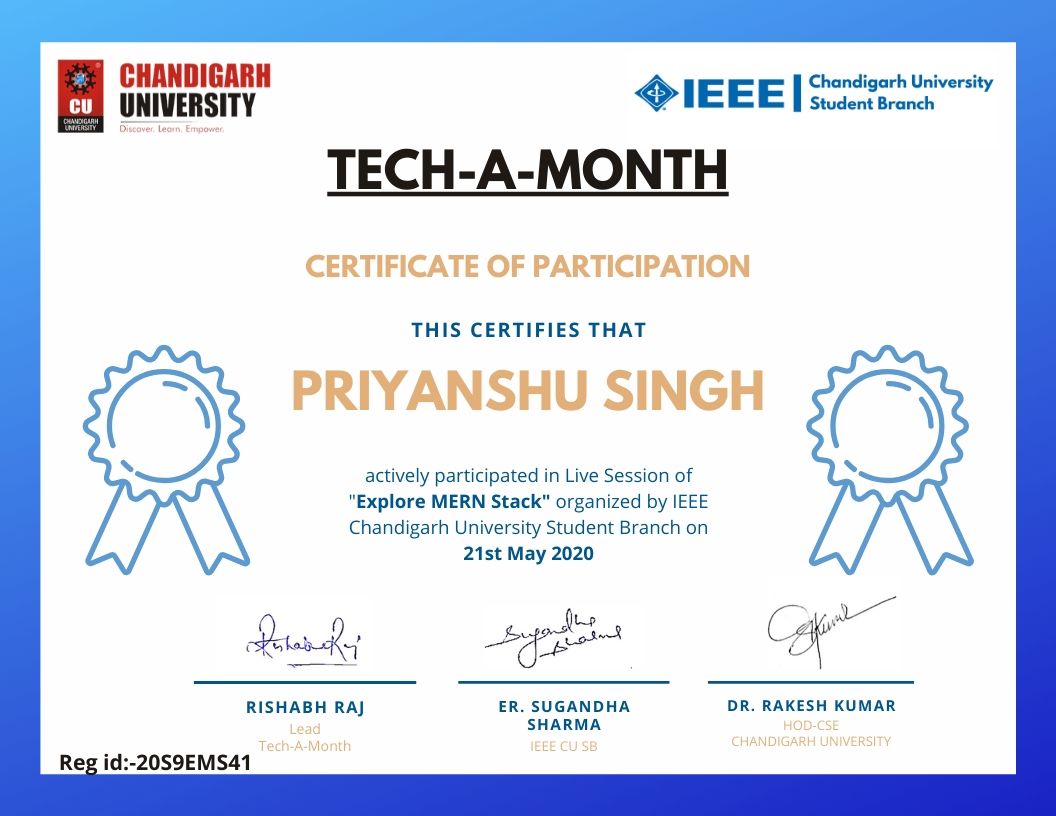 CU
CHANDIGARH
UNIVERSITY
CHANDIGARH
UNIVERSITY
Discover. Learn. Empower.
IEEE
Chandigarh University
Student Branch
TECH-A-MONTH
CERTIFICATE OF PARTICIPATION
THIS CERTIFIES THAT
PRIYANSHU SINGH
actively participated in Live Session of
"Explore MERN Stack" organized by IEEE
Chandigarh University Student Branch on
21st May 2020
RishabhRaj
Sugandha
Sharma
RISHABH RAJ
Lead
Tech-A-Month
ER. SUGANDHA
SHARMA
IEEE CU SB
DR. RAKESH KUMAR
HOD-CSE
CHANDIGARH UNIVERSITY
Reg id:-20S9EMS41